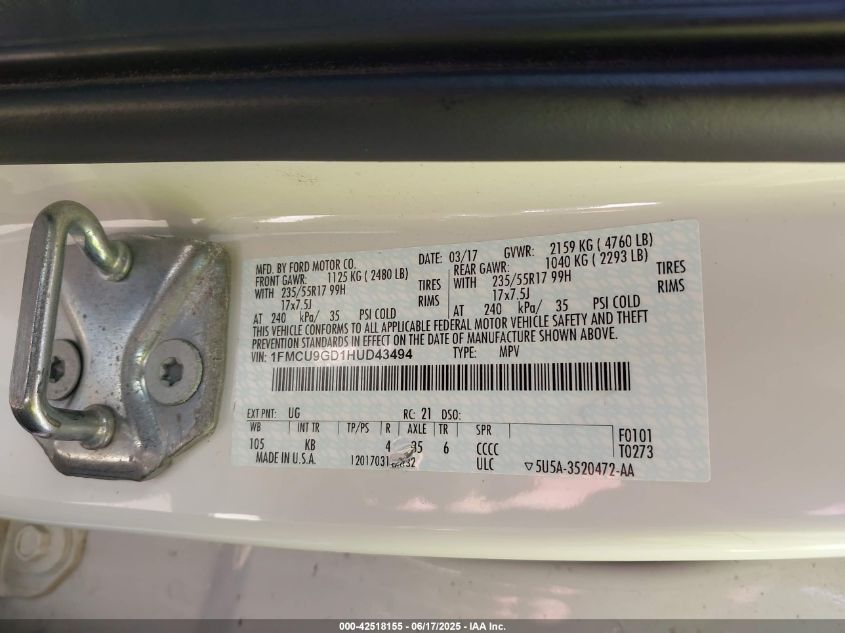 MFD. BY FORD MOTOR CO. DATE: 03/17 GVWR: 2159 KG ( 4760 LB)
FRONT GAWR: 1125 KG ( 2480 LB) REAR GAWR: 1040 KG ( 2293 LB)
WITH 235/55R17 99H TIRES WITH 235/55R17 99H TIRES
17x7.5J RIMS 17x7.5J RIMS
AT 240 kPa/ 35 PSI COLD AT 240 kPa/ 35 PSI COLD
THIS VEHICLE CONFORMS TO ALL APPLICABLE FEDERAL MOTOR VEHICLE SAFETY AND THEFT
PREVENTION STANDARDS IN EFFECT ON THE DATE OF MANUFACTURE SHOWN ABOVE.
VIN: 1FMCU9GD1HUD43494 TYPE: MPV
EXT PNT: UG RC: 21 DSO:
WB INT TR TP/PS R AXLE TR SPR F0101
105 KB 4 35 6 CCCC T0273
MADE IN U.S.A. ULC ▽5U5A-3520472-AA
000-42518155 - 06/17/2025 - IAA Inc.